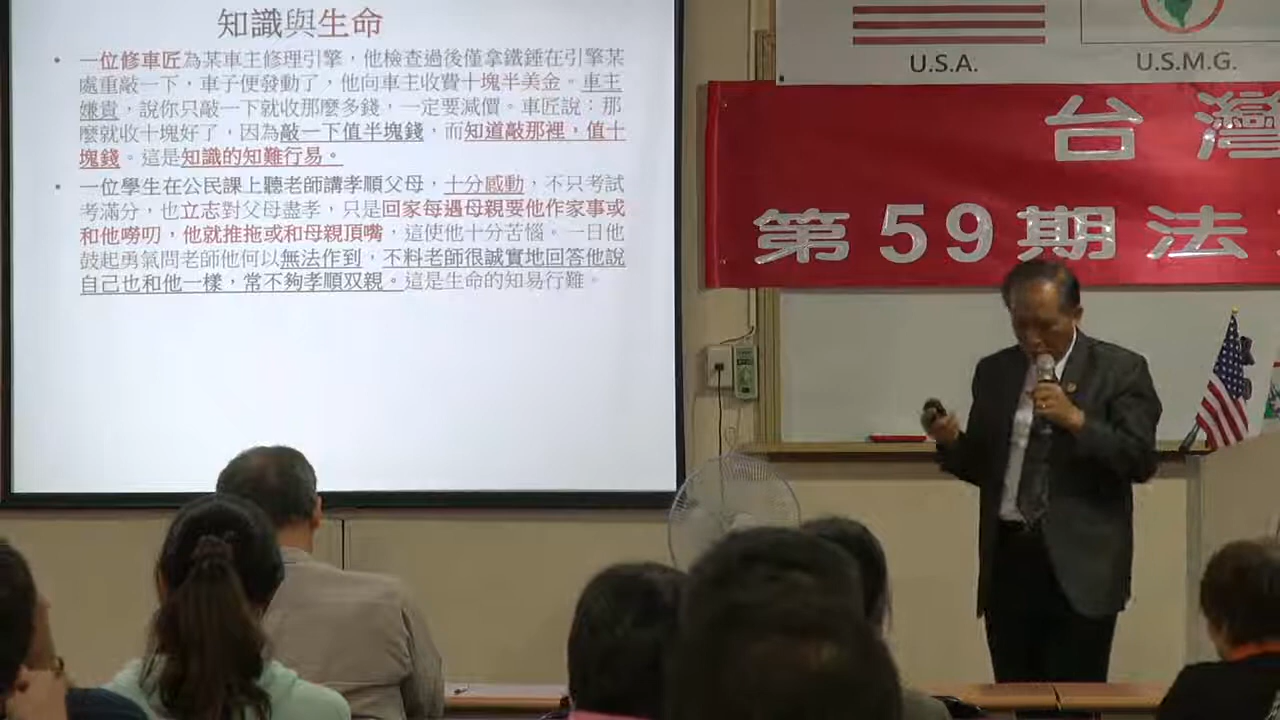 知識與生命
• 一位修車匠為某車主修理引擎，他檢查過後僅拿鐵錘在引擎某
處重敲一下，車子便發動了，他向車主收費十塊半美金。車主
嫌貴，說你只敲一下就收那麼多錢，一定要減價。車匠說：那
麼就收十塊好了，因為敲一下值半塊錢，而知道敲那裡，值十
塊錢。這是知識的知難行易。
• 一位學生在公民課上聽老師講孝順父母，十分感動，不只考試
考滿分，也立志對父母盡孝，只是回家每遇母親要他作家事或
和他嘮叨，他就推拖或和母親頂嘴，這使他十分苦惱。一日他
鼓起勇氣問老師他何以無法作到，不料老師很誠實地回答他說
自己也和他一樣，常不夠孝順双親。這是生命的知易行難。
U.S.A.
U.S.M.G.
台灣
第59期法